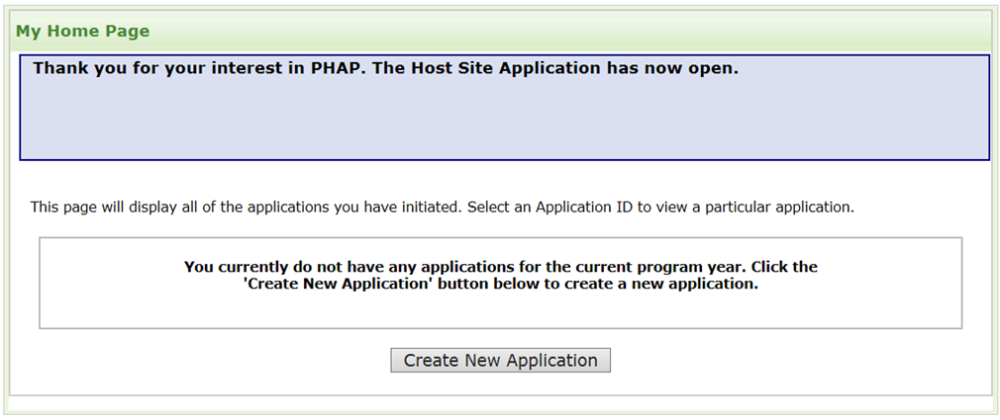 My Home Page
Thank you for your interest in PHAP. The Host Site Application has now open.
This page will display all of the applications you have initiated. Select an Application ID to view a particular application.
You currently do not have any applications for the current program year. Click the
'Create New Application' button below to create a new application.
Create New Application